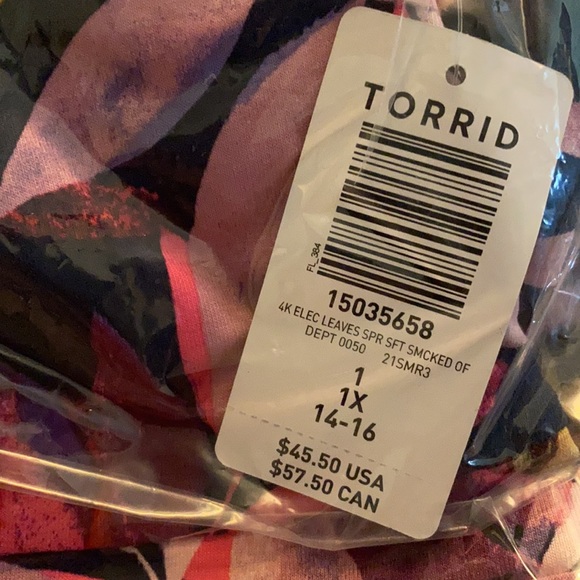 TORRID
FL_384
15035658
4K ELEC LEAVES SPR SFT SMCKED OF
DEPT 0050 21SMR3
1
1X
14-16
$45.50 USA
$57.50 CAN